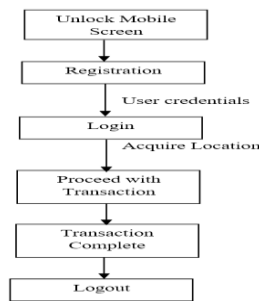 Unlock Mobile
Screen
Registration
User credentials
Login
Acquire Location
Proceed with
Transaction
Transaction
Complete
Logout